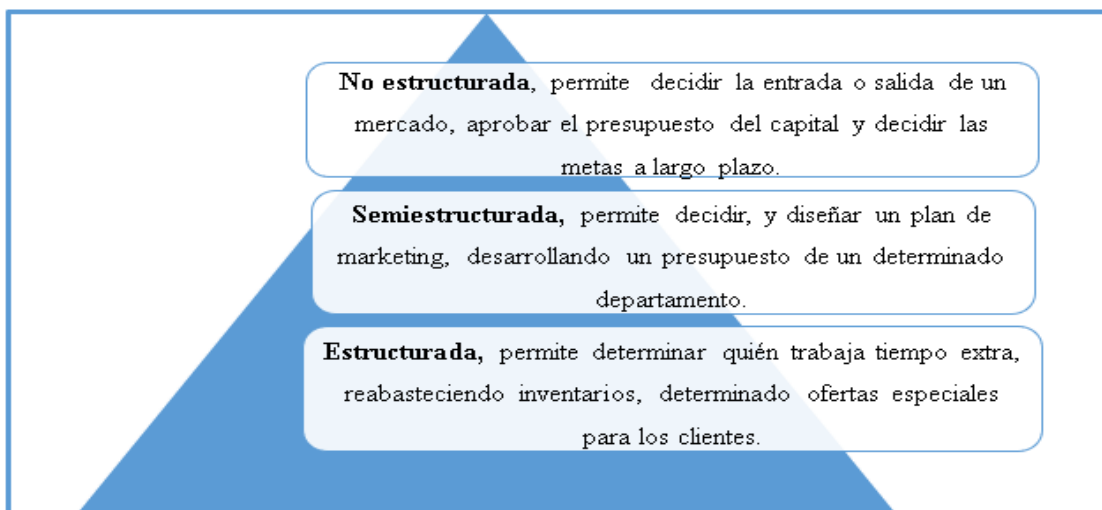 No estructurada, permite decidir la entrada o salida de un
mercado, aprobar el presupuesto del capital y decidir las
metas a largo plazo.
Semiestructurada, permite decidir, y diseñar un plan de
marketing, desarrollando un presupuesto de un determinado
departamento.
Estructurada, permite determinar quién trabaja tiempo extra,
reabasteciendo inventarios, determinado ofertas especiales
para los clientes.